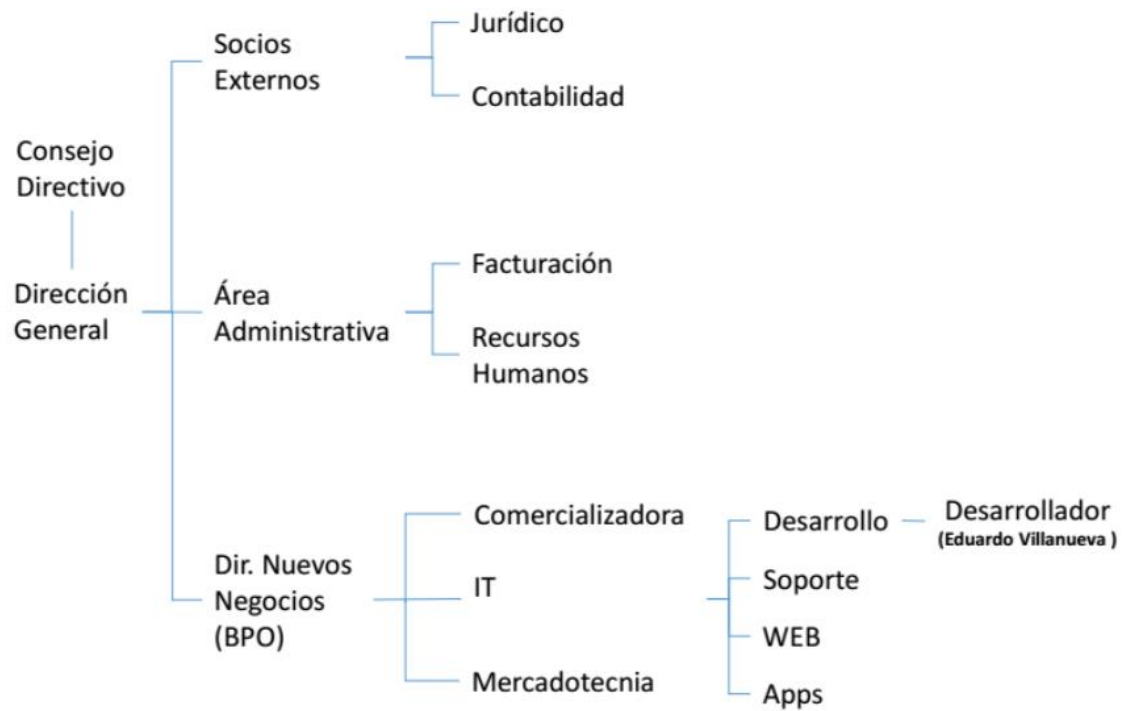 Consejo
Directivo
Dirección
General
Socios
Externos
Jurídico
Contabilidad
Área
Administrativa
Facturación
Recursos
Humanos
Dir. Nuevos
Negocios
(BPO)
Comercializadora
IT
Mercadotecnia
Desarrollo
Soporte
WEB
Apps
Desarrollador
(Eduardo Villanueva )